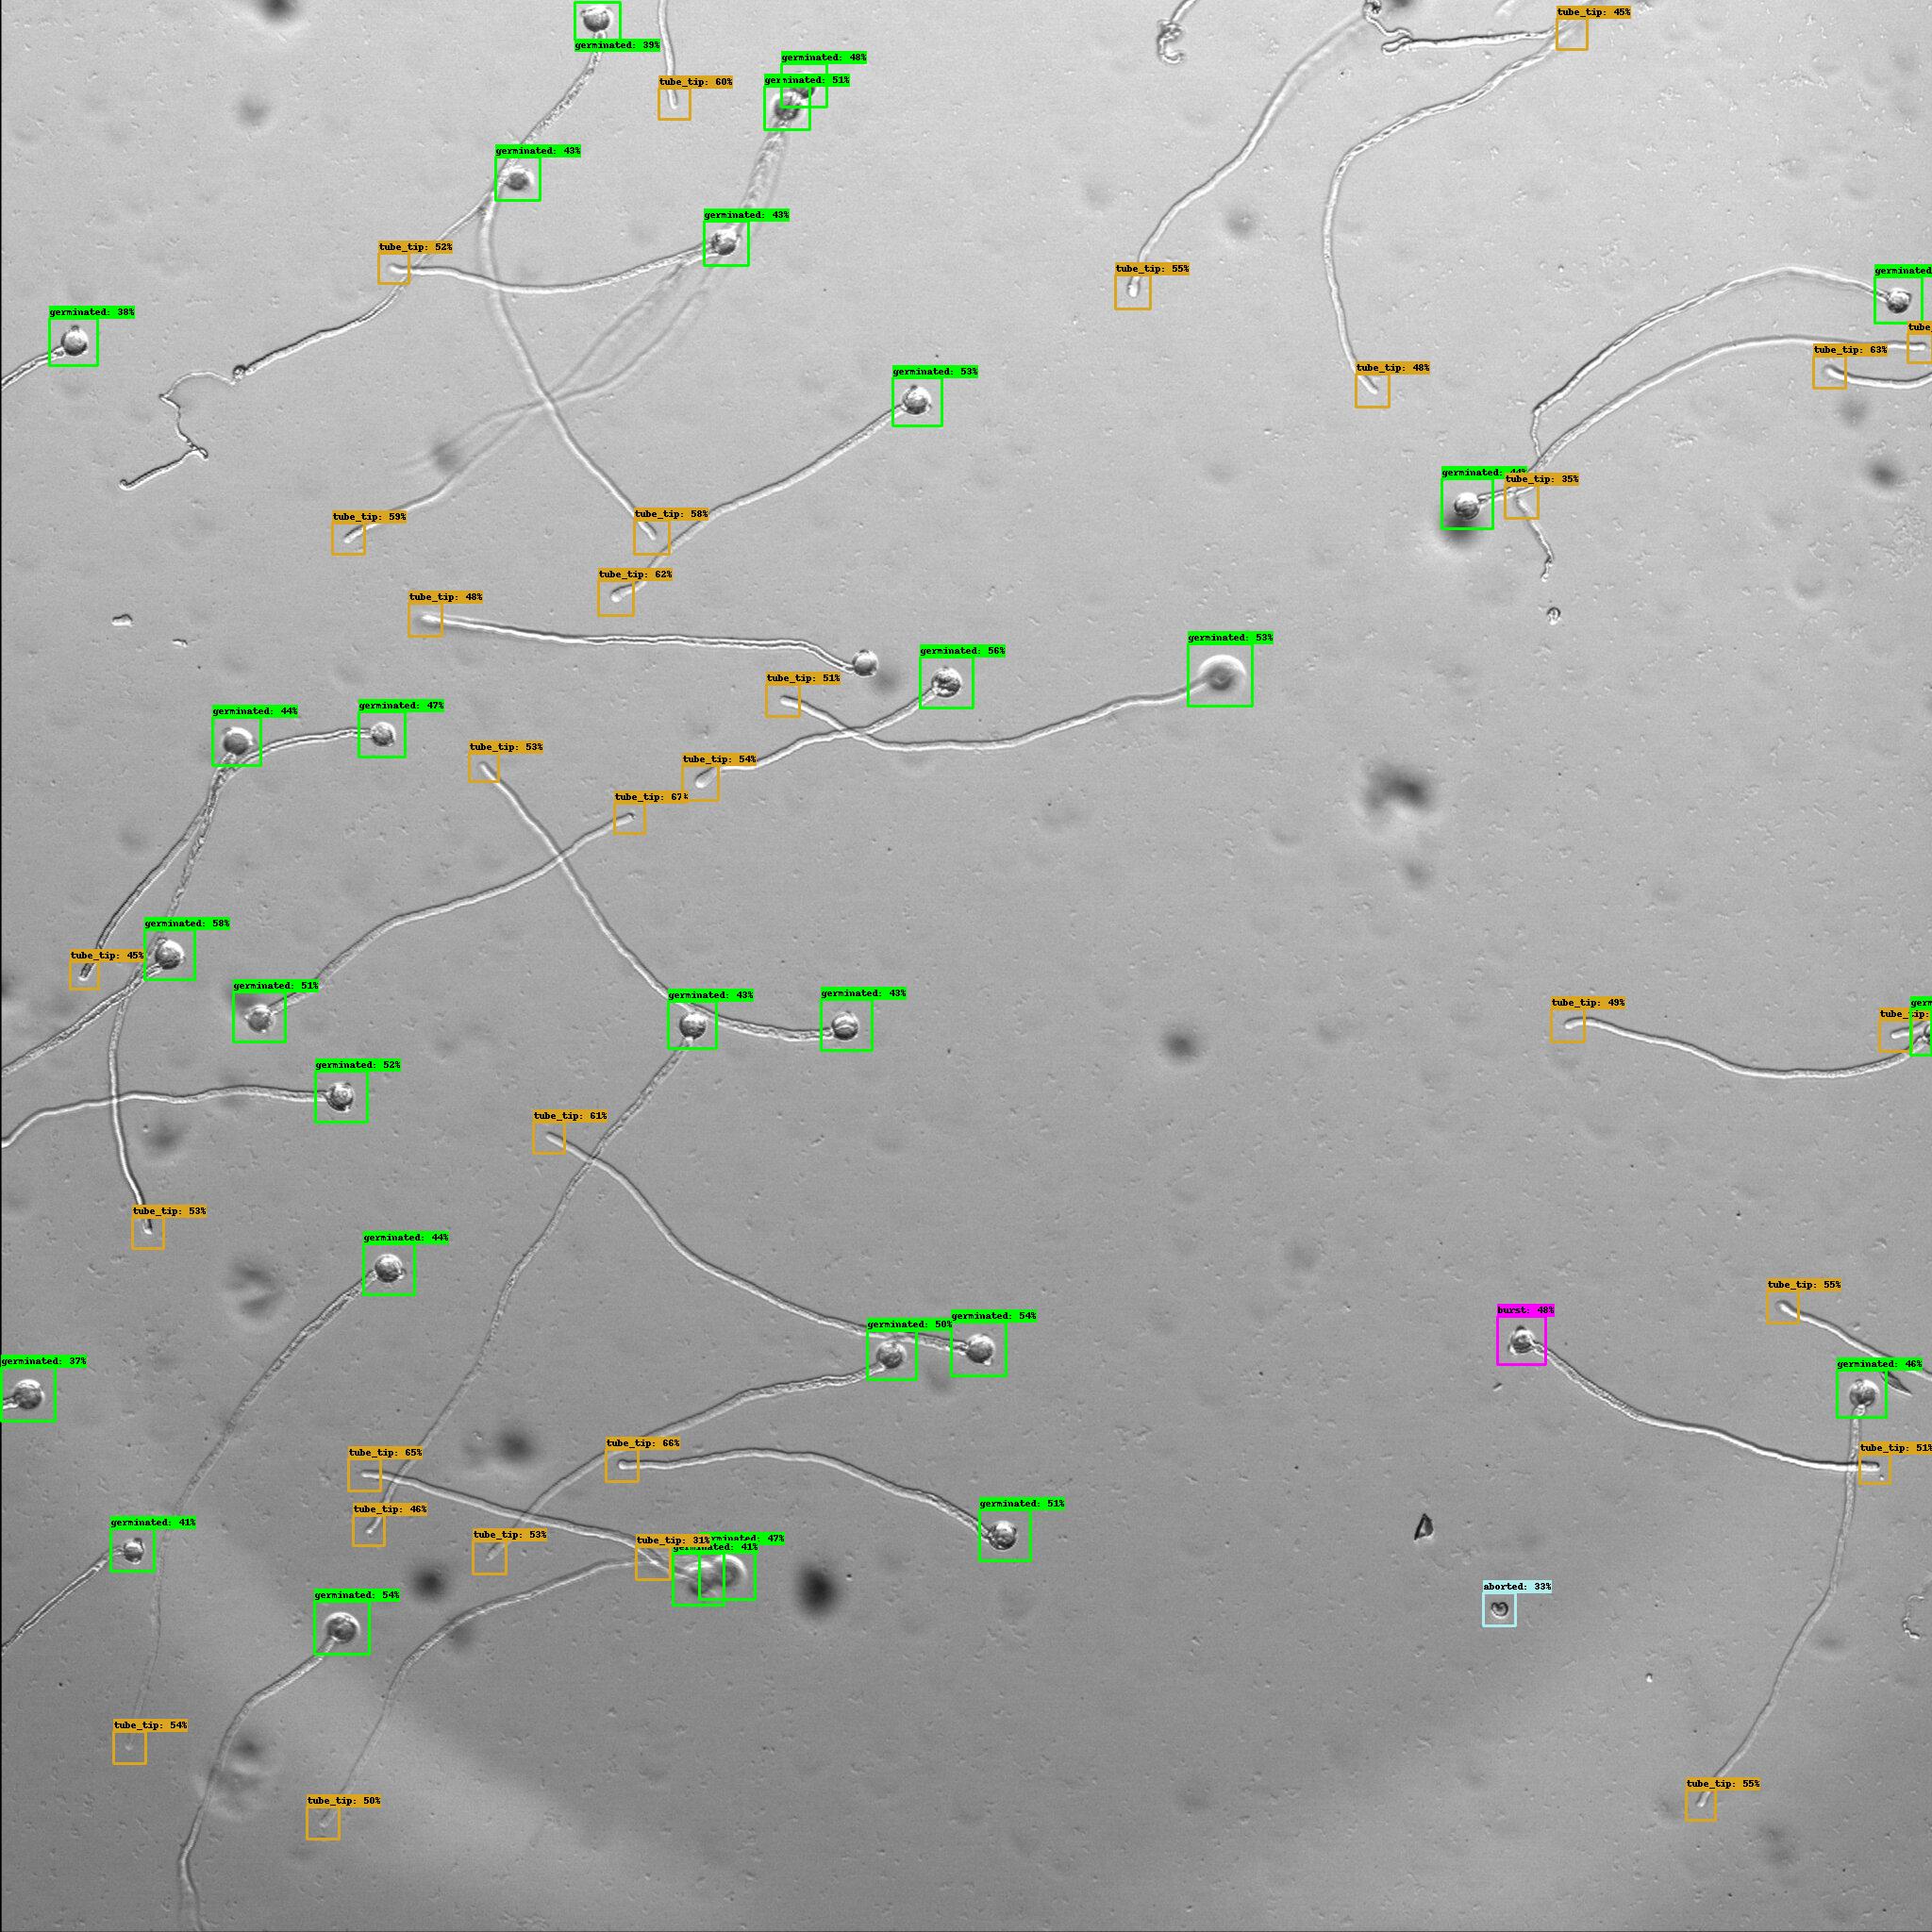 tube_tip: 45%
germinated: 39%
germinated: 48%
tube_tip: 60%
germinated: 51%
germinated: 43%
germinated: 43%
tube_tip: 52%
tube_tip: 55%
germinated
germinated: 38%
tube_
tube_tip: 63%
tube_tip: 48%
germinated: 53%
germinated: 44%
tube_tip: 35%
tube_tip: 59%
tube_tip: 58%
tube_tip: 62%
tube_tip: 48%
germinated: 53%
germinated: 56%
tube_tip: 51%
germinated: 47%
germinated: 44%
tube_tip: 53%
tube_tip: 54%
tube_tip: 67%
germinated: 58%
tube_tip: 45%
germinated: 51%
germinated: 43%
germinated: 43%
tube_tip: 49%
germ
tube_tip:
germinated: 52%
tube_tip: 61%
tube_tip: 53%
germinated: 44%
tube_tip: 55%
burst: 48%
germinated: 54%
germinated: 50%
germinated: 37%
germinated: 46%
tube_tip: 66%
tube_tip: 51%
tube_tip: 65%
germinated: 51%
tube_tip: 46%
germinated: 41%
tube_tip: 53%
tube_tip: 31%
germinated: 47%
germinated: 41%
aborted: 33%
germinated: 54%
tube_tip: 54%
tube_tip: 55%
tube_tip: 50%